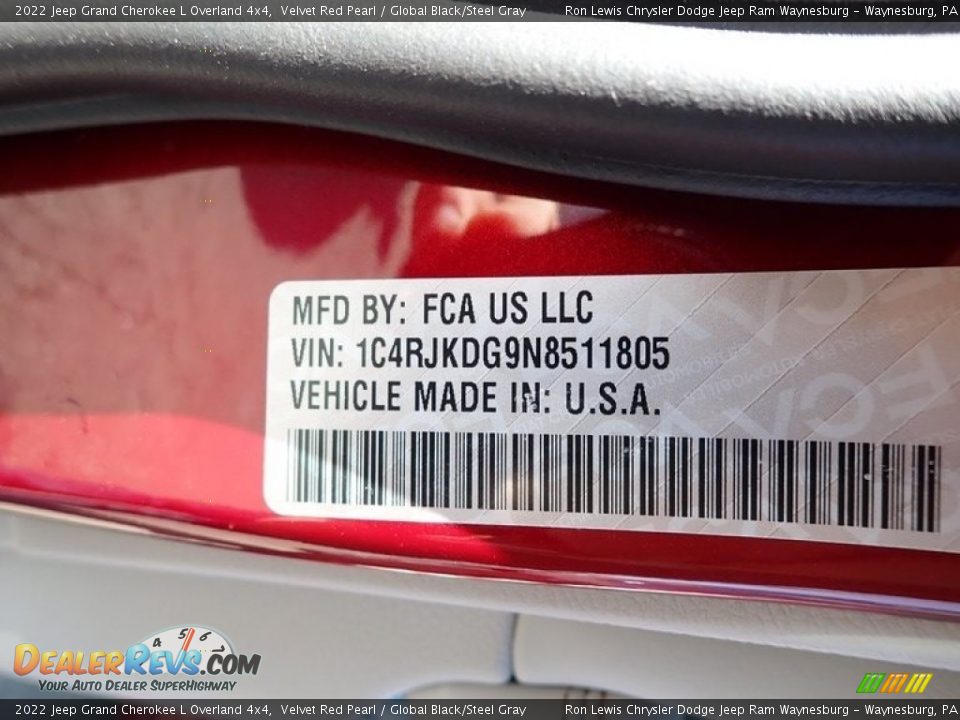 2022 Jeep Grand Cherokee L Overland 4x4, Velvet Red Pearl / Global Black/Steel Gray Ron Lewis Chrysler Dodge Jeep Ram Waynesburg - Waynesburg, PA
MFD BY: FCA US LLC
VIN: 1C4RJKDG9N8511805
VEHICLE MADE IN: U.S.A.
4 5 6
DealerRevs.com
Your Auto Dealer SuperHighway
2022 Jeep Grand Cherokee L Overland 4x4, Velvet Red Pearl / Global Black/Steel Gray Ron Lewis Chrysler Dodge Jeep Ram Waynesburg - Waynesburg, PA